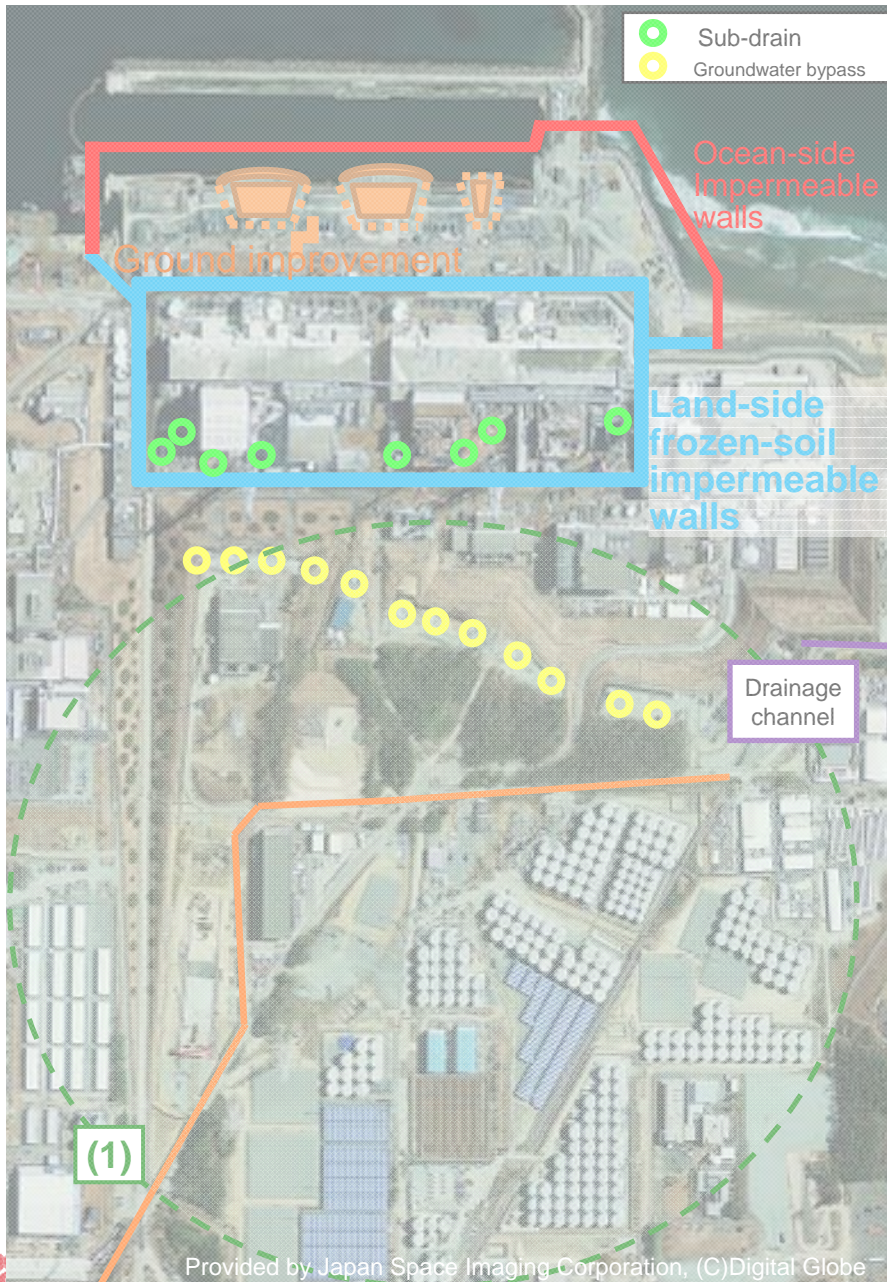 Sub-drain
Groundwater bypass
Ocean-side
Impermeable
walls
Ground improvement
Land-side
frozen-soil
impermeable
walls
Drainage
channel
(1)
Provided by Japan Space Imaging Corporation, (C)Digital Globe